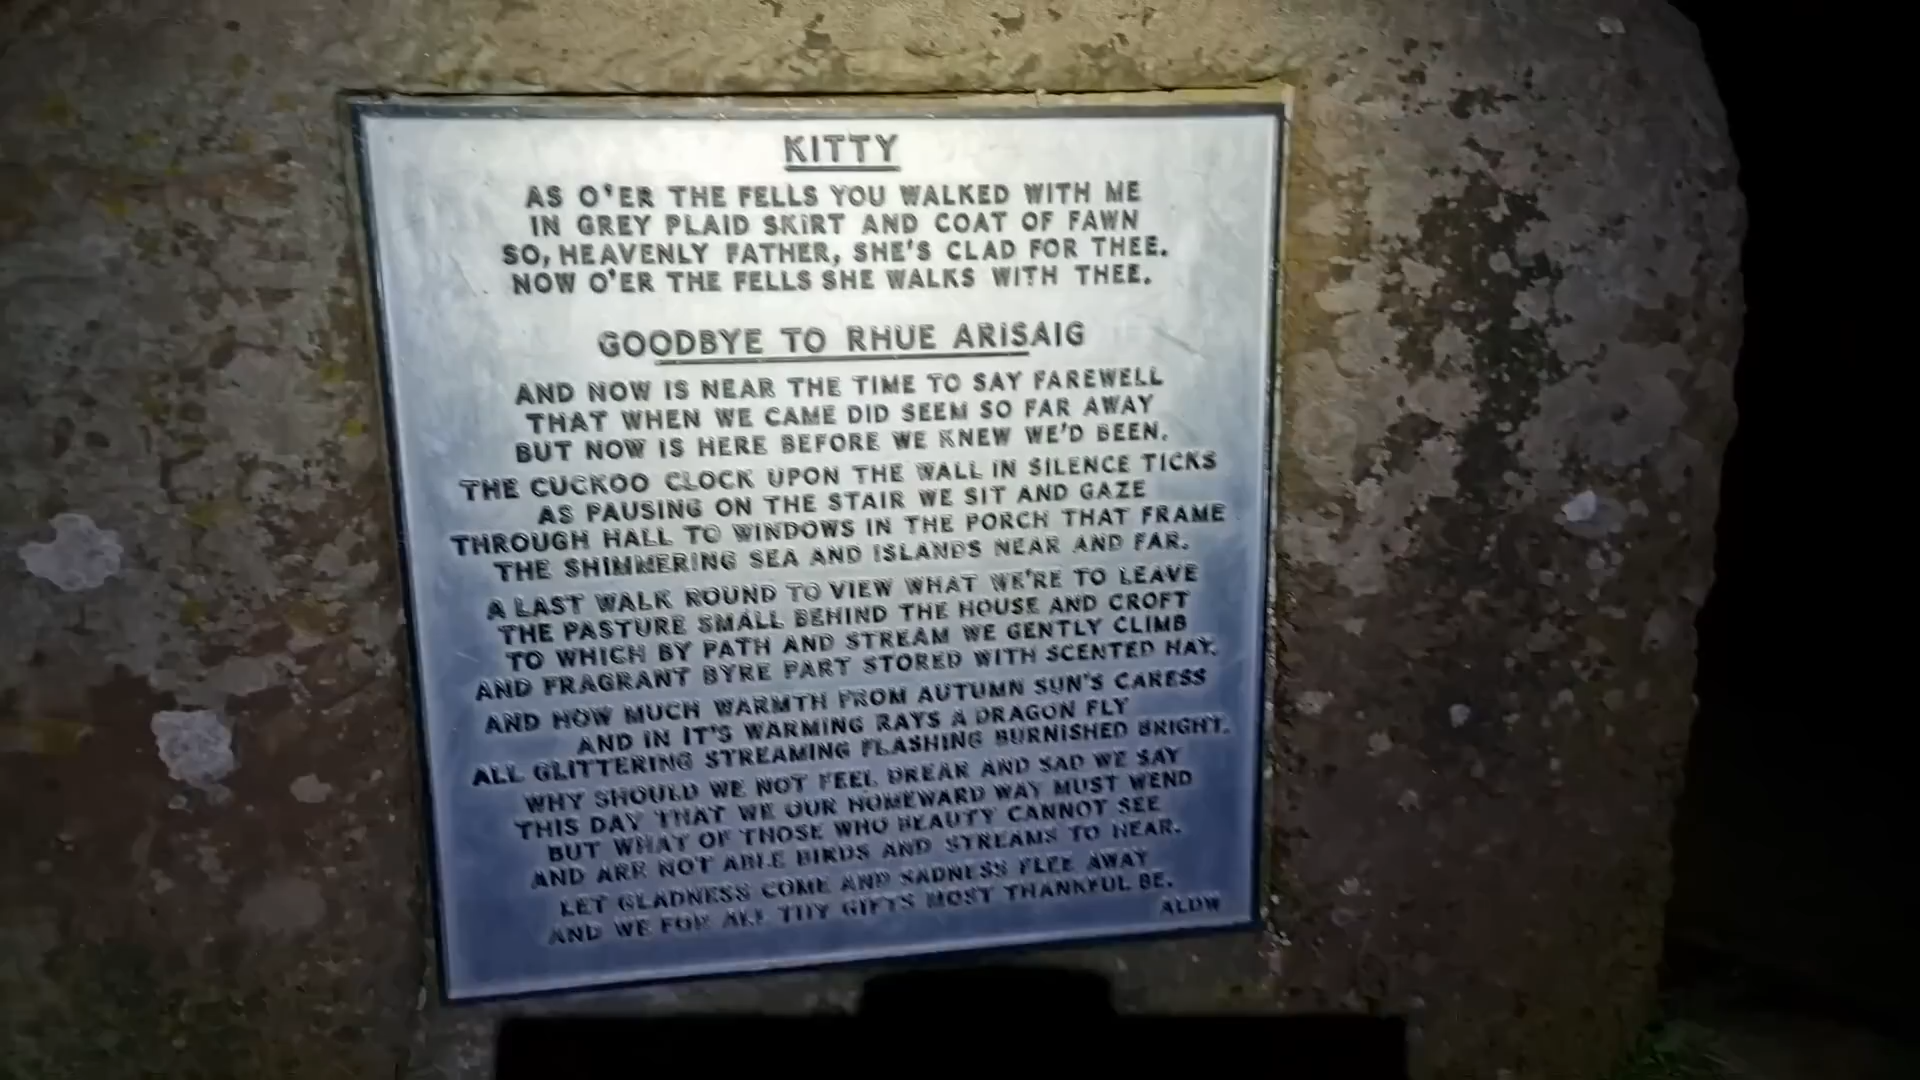 KITTY
AS O'ER THE FELLS YOU WALKED WITH ME
IN GREY PLAID SKIRT AND COAT OF FAWN
SO, HEAVENLY FATHER, SHE'S CLAD FOR THEE.
NOW O'ER THE FELLS SHE WALKS WITH THEE.
GOODBYE TO RHUE ARISAIG
AND NOW IS NEAR THE TIME TO SAY FAREWELL
THAT WHEN WE CAME DID SEEM SO FAR AWAY
BUT NOW IS HERE BEFORE WE KNEW WE'D BEEN.
THE CUCKOO CLOCK UPON THE WALL IN SILENCE TICKS
AS PAUSING ON THE STAIR WE SIT AND GAZE
THROUGH HALL TO WINDOWS IN THE PORCH THAT FRAME
THE SHIMMERING SEA AND ISLANDS NEAR AND FAR.
A LAST WALK ROUND TO VIEW WHAT WE'RE TO LEAVE
THE PASTURE SMALL BEHIND THE HOUSE AND CROFT
TO WHICH BY PATH AND STREAM WE GENTLY CLIMB
AND FRAGRANT BYRE PART STORED WITH SCENTED HAY.
AND HOW MUCH WARMTH FROM AUTUMN SUN'S CARESS
AND IN IT'S WARMING RAYS A DRAGON FLY
ALL GLITTERING STREAMING FLASHING BURNISHED BRIGHT.
WHY SHOULD WE NOT FEEL DREAR AND SAD WE SAY
THIS DAY THAT WE OUR HOMEWARD WAY MUST WEND
BUT WHAT OF THOSE WHO BEAUTY CANNOT SEE
AND ARE NOT ABLE BIRDS AND STREAMS TO HEAR.
LET GLADNESS COME AND SADNESS FLEE AWAY
AND WE FOR ALL THY GIFTS MOST THANKFUL BE.
ALDW